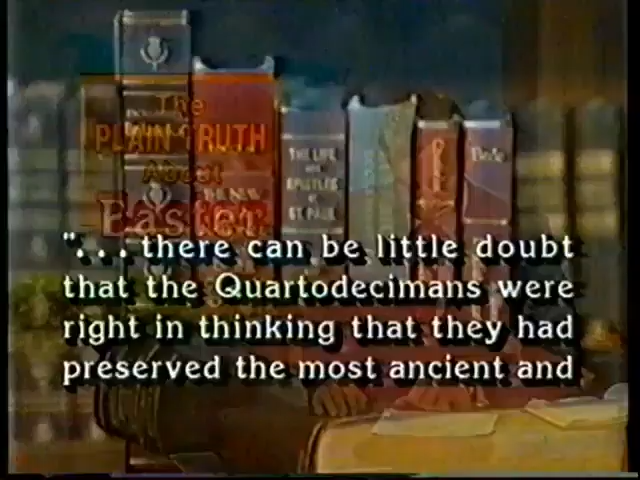 The
PLAIN TRUTH
About
Easter
THE LIFE
AND
EPISTLES
OF
ST. PAUL
". . . there can be little doubt
that the Quartodecimans were
right in thinking that they had
preserved the most ancient and